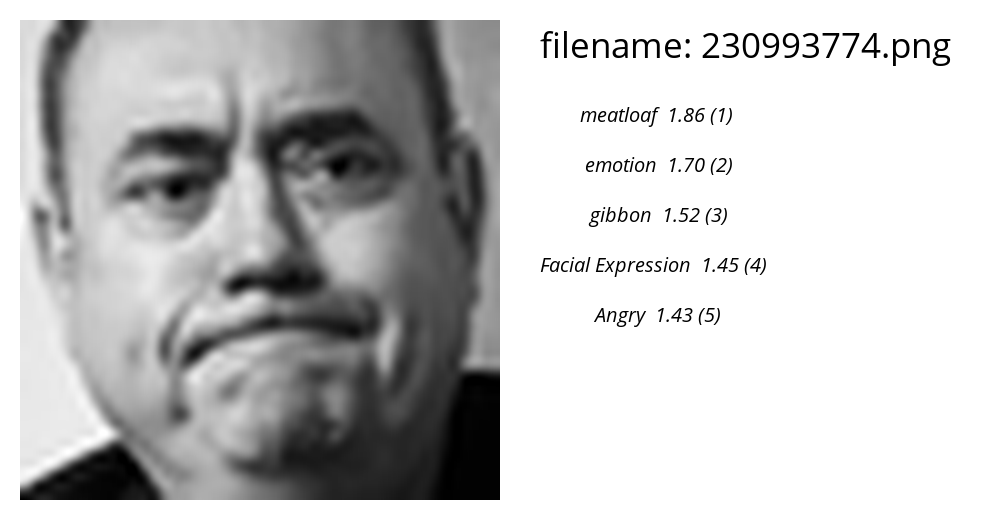 filename: 230993774.png
meatloaf 1.86 (1)
emotion 1.70 (2)
gibbon 1.52 (3)
Facial Expression 1.45 (4)
Angry 1.43 (5)